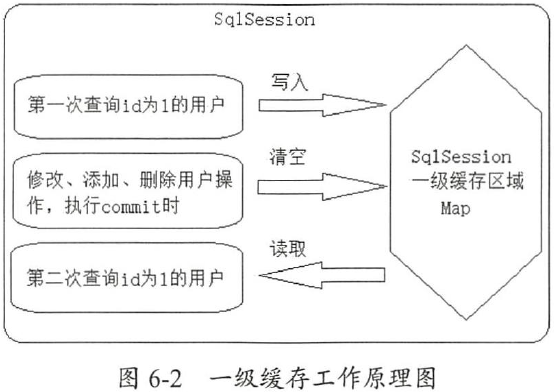 SqlSession
第一次查询id为1的用户
写入
修改、添加、删除用户操
作,执行commit时
清空
第二次查询id为1的用户
读取
SqlSession
一级缓存区域
Map
图 6-2 一级缓存工作原理图